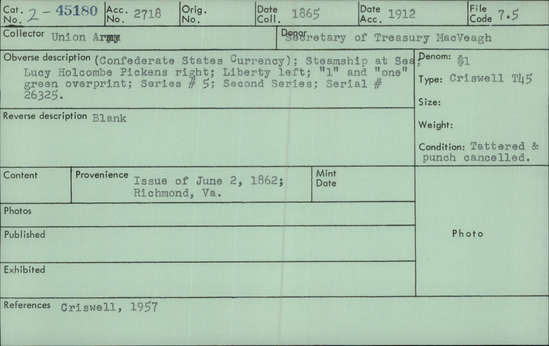 Cat. No. 2-45180 Acc. No. 2718 Orig. No. Date Coll. 1865 Date Acc. 1912 File Code 7.5
Collector Union Army Donor Secretary of Treasury MacVeagh
Obverse description (Confederate States Currency); Steamship at Sea;
Lucy Holcombe Pickens right; Liberty left; "1" and "one"
green overprint; Series # 5; Second Series; Serial #
26325.
Denom: $1
Type: Criswell T45
Size:
Weight:
Condition: Tattered &
punch cancelled.
Reverse description Blank
Content Provenience Issue of June 2, 1862;
Richmond, Va.
Mint Date
Photos
Published
Exhibited
Photo
References Criswell, 1957